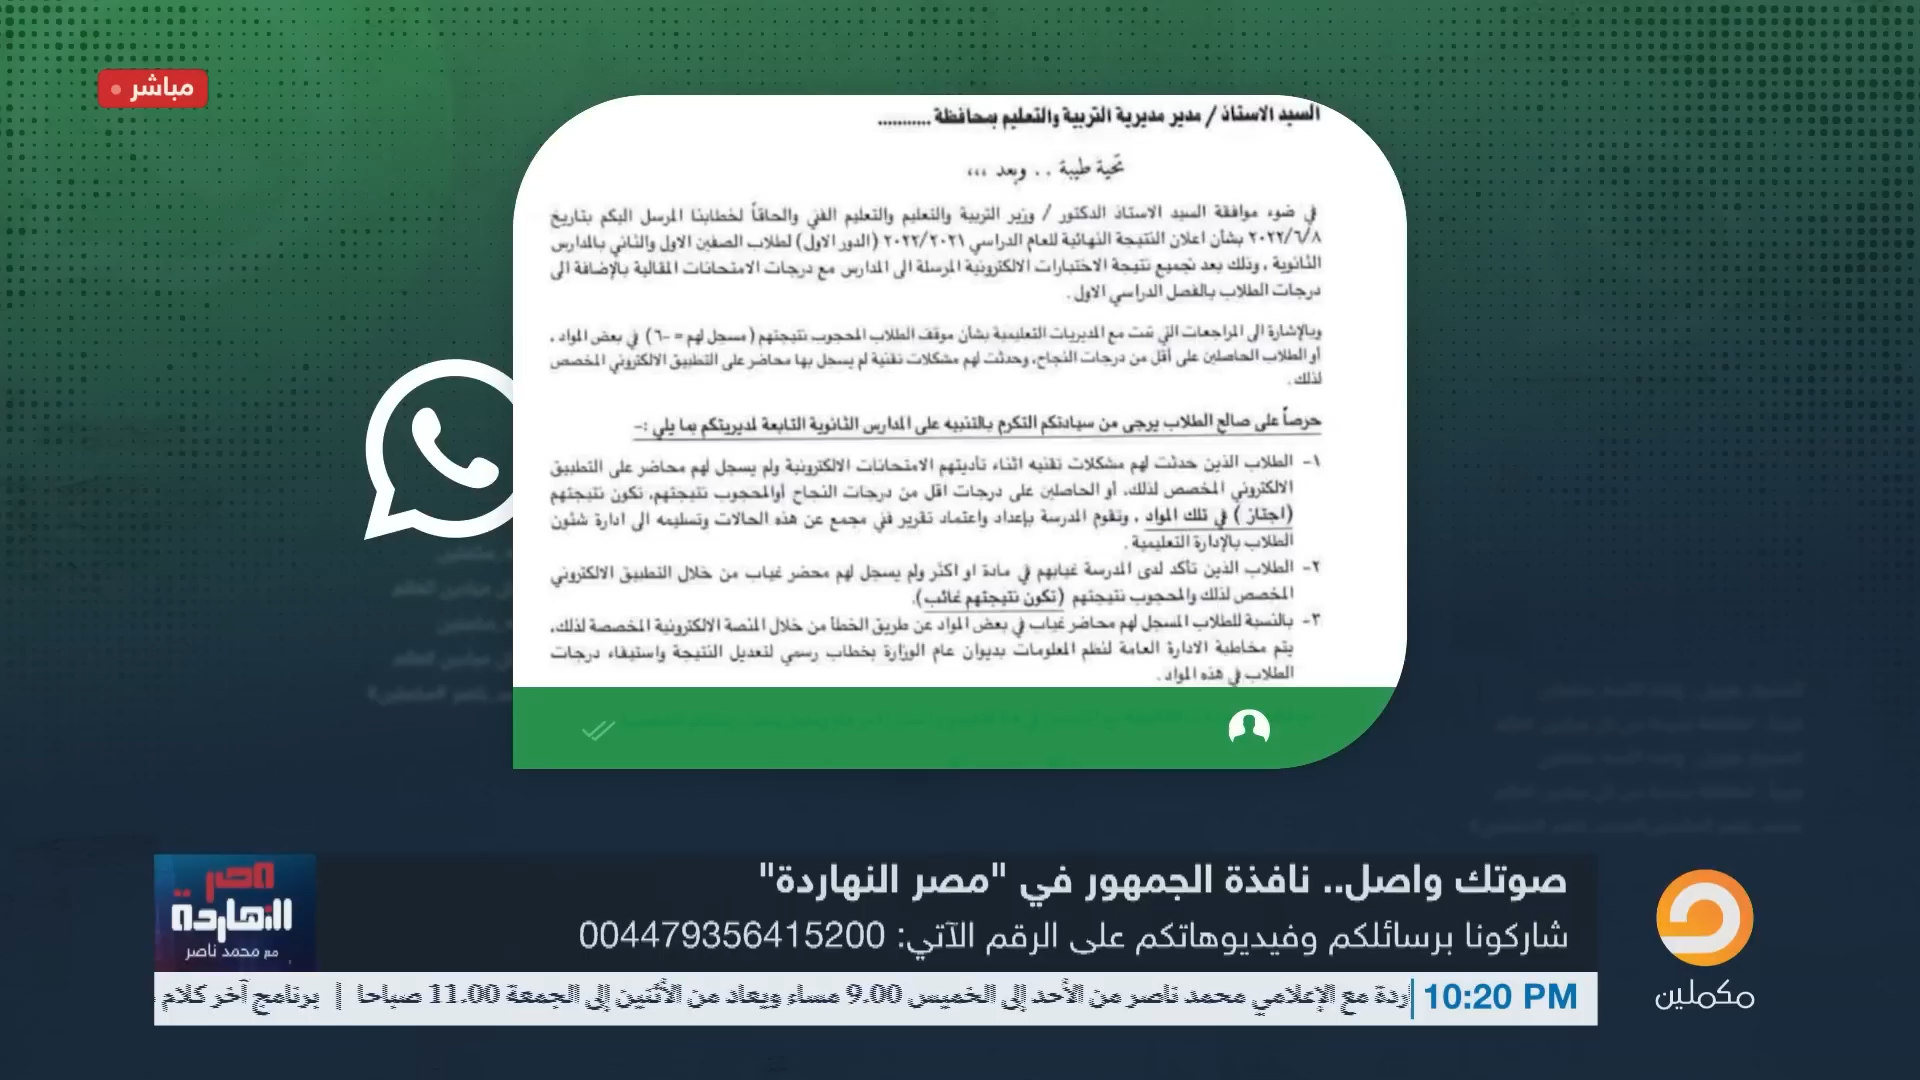 مباشر
السيد الاستاذ / مدير مديرية التربية والتعليم بمحافظة ...........
تحية طيبة . . وبعد ،،،
في ضوء موافقة السيد الاستاذ الدكتور / وزير التربية والتعليم والتعليم الفني والحاقاً لخطابنا المرسل اليكم بتاريخ
٢٠٢٢/٦/٨ بشأن اعلان النتيجة النهائية للعام الدراسي ٢٠٢٢/٢٠٢١ (الدور الاول) لطلاب الصفين الاول والثاني بالمدارس
الثانوية ، وذلك بعد تجميع نتيجة الاختبارات الالكترونية المرسلة الى المدارس مع درجات الامتحانات المقالية بالإضافة الى
درجات الطلاب بالفصل الدراسي الاول .
وبالإشارة الى المراجعات التي تمت مع المديريات التعليمية بشأن موقف الطلاب المحجوب نتيجتهم ( مسجل لهم = -٦ ) في بعض المواد ،
أو الطلاب الحاصلين على أقل من درجات النجاح، وحدثت لهم مشكلات تقنية لم يسجل بها محاضر على التطبيق الالكتروني المخصص
لذلك .
حرصاً على صالح الطلاب يرجى من سيادتكم التكرم بالتنبيه على المدارس الثانوية التابعة لمديريتكم بما يلي :-
١- الطلاب الذين حدثت لهم مشكلات تقنيه اثناء تأديتهم الامتحانات الالكترونية ولم يسجل لهم محاضر على التطبيق
الالكتروني المخصص لذلك، أو الحاصلين على درجات اقل من درجات النجاح أوالمحجوب نتيجتهم، تكون نتيجتهم
(اجتاز ) في تلك المواد ، وتقوم المدرسة بإعداد واعتماد تقرير فني مجمع عن هذه الحالات وتسليمه الى ادارة شئون
الطلاب بالإدارة التعليمية .
٢- الطلاب الذين تأكد لدى المدرسة غيابهم في مادة او اكثر ولم يسجل لهم محضر غياب من خلال التطبيق الالكتروني
المخصص لذلك والمحجوب نتيجتهم (تكون نتيجتهم غائب).
٣- بالنسبة للطلاب المسجل لهم محاضر غياب في بعض المواد عن طريق الخطأ من خلال المنصة الالكترونية المخصصة لذلك،
يتم مخاطبة الادارة العامة لنظم المعلومات بديوان عام الوزارة بخطاب رسمي لتعديل النتيجة واستيفاء درجات
الطلاب في هذه المواد .
صوتك واصل.. نافذة الجمهور في "مصر النهاردة"
شاركونا برسائلكم وفيديوهاتكم على الرقم الآتي: 004479356415200
مصر
النهاردة
مع محمد ناصر
10:20 PM
ردة مع الإعلامي محمد ناصر من الأحد إلى الخميس 9.00 مساء ويعاد من الأثنين إلى الجمعة 11.00 صباحا | برنامج آخر كلام
مكملين